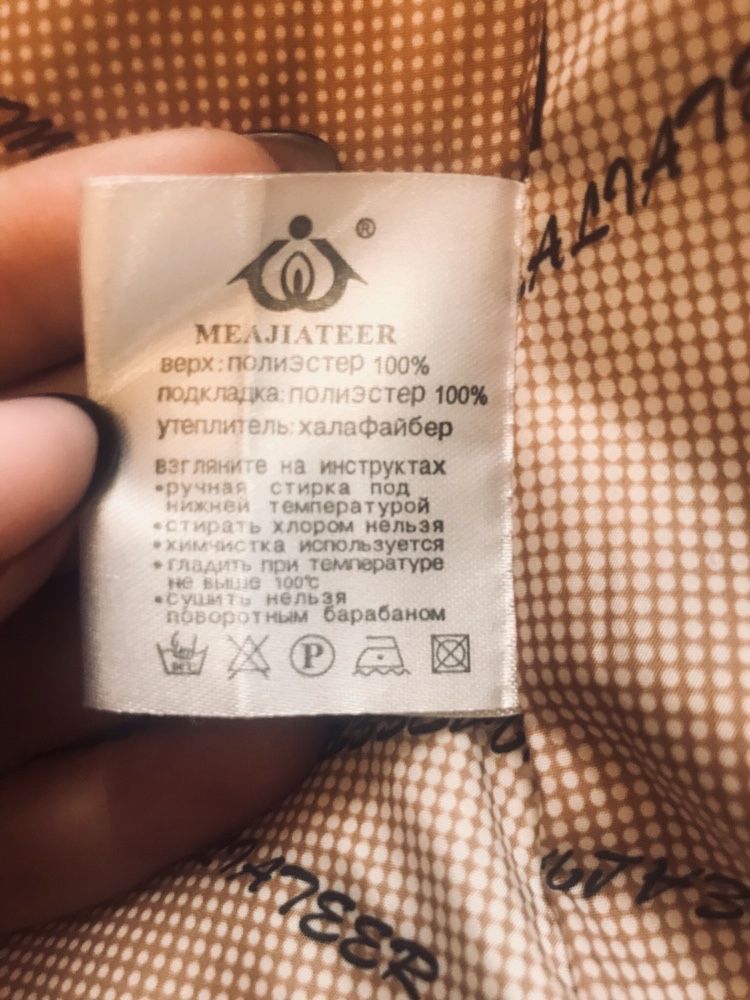 ®
MEAJIATEER
верх:полиэстер 100%
подкладка:полиэстер 100%
утеплитель:халафайбер
взгляните на инструктах
•ручная стирка под
нижней температурой
•стирать хлором нельзя
•химчистка используется
•гладить при температуре
не выше 100℃
•сушить нельзя
поворотным барабаном
P